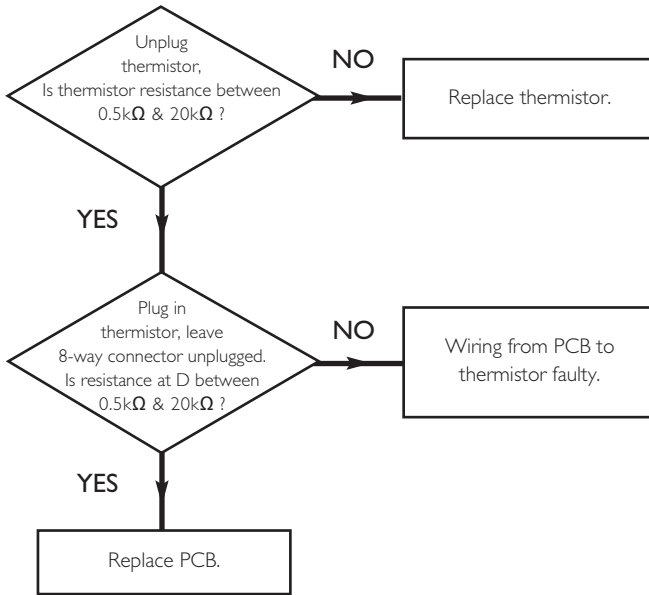 Unplug
thermistor,
Is thermistor resistance between
0.5kΩ & 20kΩ ?
NO
Replace thermistor.
YES
Plug in
thermistor, leave
8-way connector unplugged.
Is resistance at D between
0.5kΩ & 20kΩ ?
NO
Wiring from PCB to
thermistor faulty.
YES
Replace PCB.